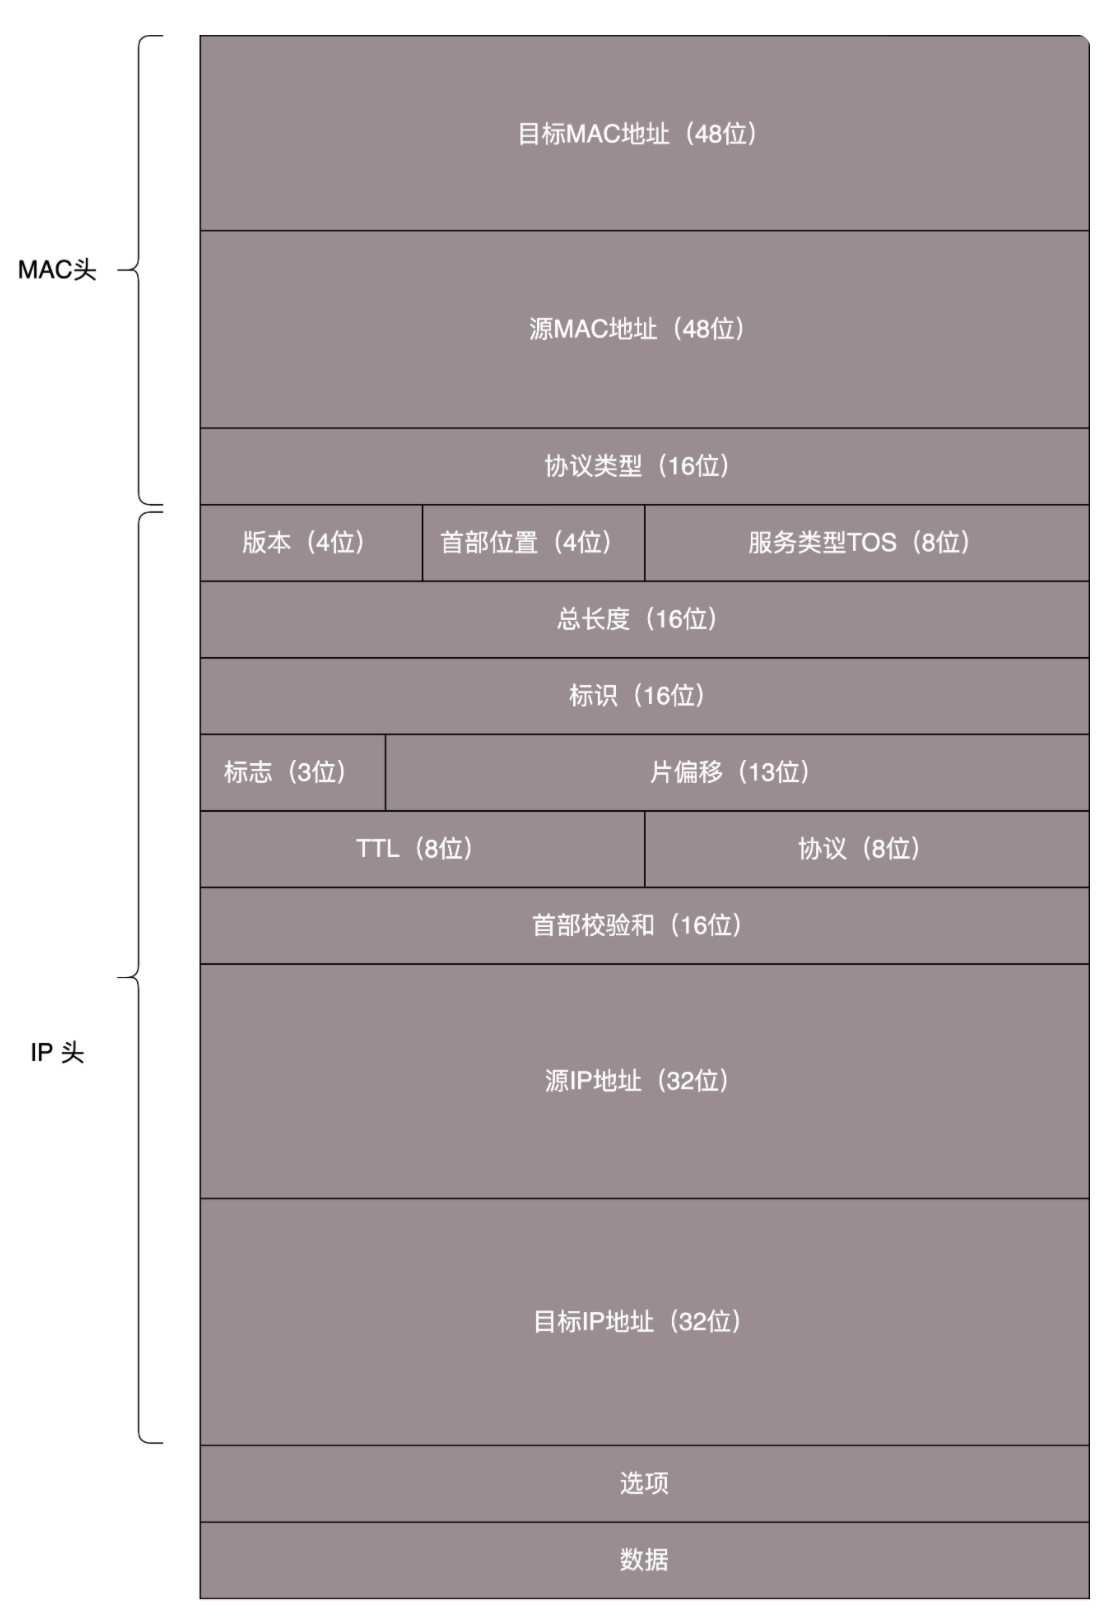 目标MAC地址（48位）
MAC头
源MAC地址（48位）
协议类型（16位）
版本（4位）
首部位置（4位）
服务类型TOS（8位）
总长度（16位）
标识（16位）
标志（3位）
片偏移（13位）
TTL（8位）
协议（8位）
首部校验和（16位）
IP 头
源IP地址（32位）
目标IP地址（32位）
选项
数据